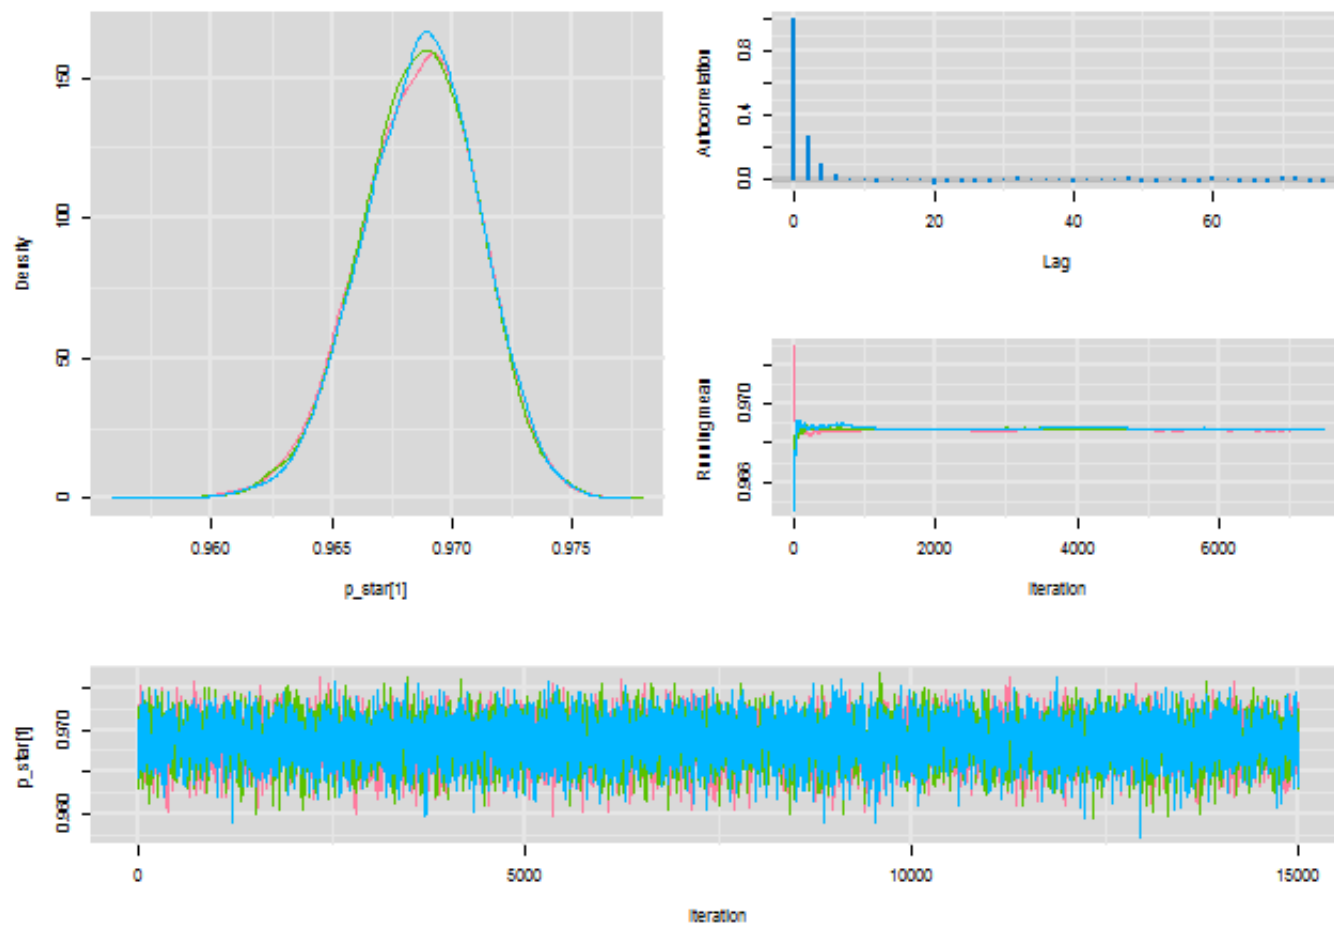 Density
150
100
50
0
0.960 0.965 0.970 0.975
p_star[1]
Autocorrelation
0.8
0.4
0.0
0 20 40 60
Lag
Running mean
0.970
0.966
0 2000 4000 6000
Iteration
p_star[1]
0.970
0.960
0 5000 10000 15000
Iteration